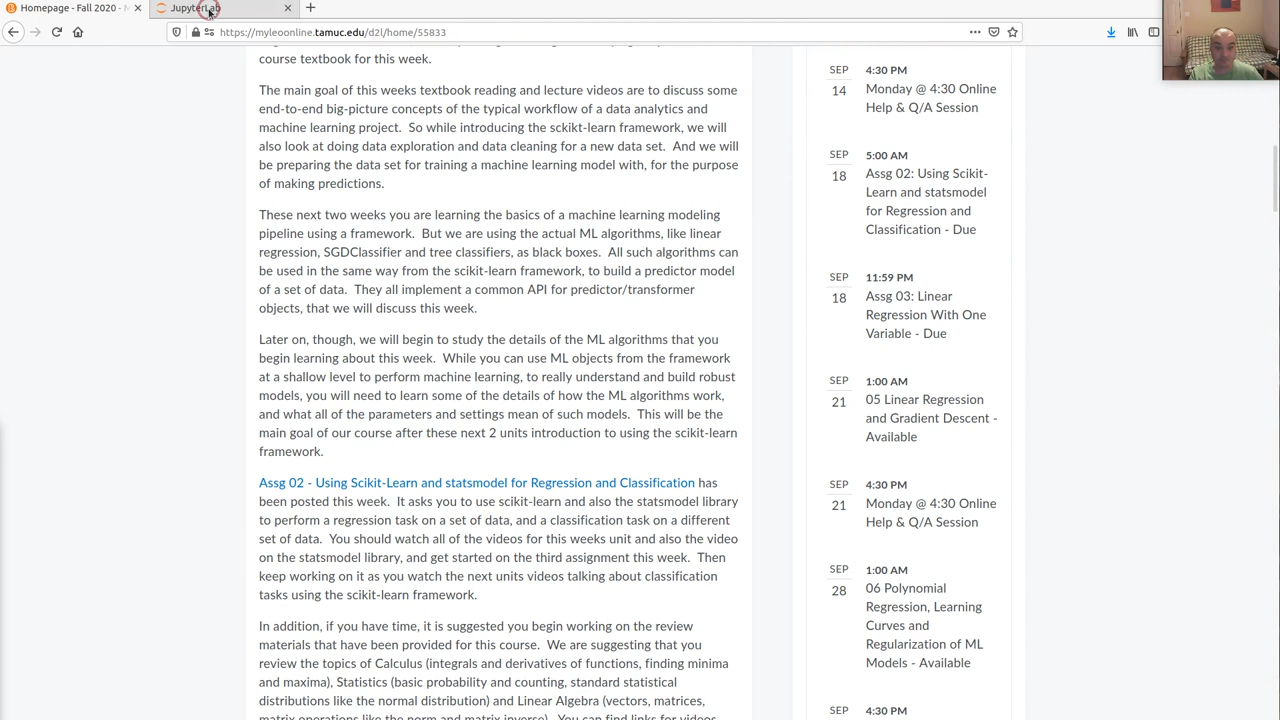 Homepage - Fall 2020 - M
JupyterLab
https://myleoonline.tamuc.edu/d2l/home/55833
course textbook for this week.
The main goal of this weeks textbook reading and lecture videos are to discuss some
end-to-end big-picture concepts of the typical workflow of a data analytics and
machine learning project. So while introducing the sckikt-learn framework, we will
also look at doing data exploration and data cleaning for a new data set. And we will
be preparing the data set for training a machine learning model with, for the purpose
of making predictions.
These next two weeks you are learning the basics of a machine learning modeling
pipeline using a framework. But we are using the actual ML algorithms, like linear
regression, SGDClassifier and tree classifiers, as black boxes. All such algorithms can
be used in the same way from the scikit-learn framework, to build a predictor model
of a set of data. They all implement a common API for predictor/transformer
objects, that we will discuss this week.
Later on, though, we will begin to study the details of the ML algorithms that you
begin learning about this week. While you can use ML objects from the framework
at a shallow level to perform machine learning, to really understand and build robust
models, you will need to learn some of the details of how the ML algorithms work,
and what all of the parameters and settings mean of such models. This will be the
main goal of our course after these next 2 units introduction to using the scikit-learn
framework.
Assg 02 - Using Scikit-Learn and statsmodel for Regression and Classification has
been posted this week. It asks you to use scikit-learn and also the statsmodel library
to perform a regression task on a set of data, and a classification task on a different
set of data. You should watch all of the videos for this weeks unit and also the video
on the statsmodel library, and get started on the third assignment this week. Then
keep working on it as you watch the next units videos talking about classification
tasks using the scikit-learn framework.
In addition, if you have time, it is suggested you begin working on the review
materials that have been provided for this course. We are suggesting that you
review the topics of Calculus (integrals and derivatives of functions, finding minima
and maxima), Statistics (basic probability and counting, standard statistical
distributions like the normal distribution) and Linear Algebra (vectors, matrices,
matrix operations like the norm and matrix inverse). You can find links for videos
SEP
14
4:30 PM
Monday @ 4:30 Online
Help & Q/A Session
SEP
18
5:00 AM
Assg 02: Using Scikit-
Learn and statsmodel
for Regression and
Classification - Due
SEP
18
11:59 PM
Assg 03: Linear
Regression With One
Variable - Due
SEP
21
1:00 AM
05 Linear Regression
and Gradient Descent -
Available
SEP
21
4:30 PM
Monday @ 4:30 Online
Help & Q/A Session
SEP
28
1:00 AM
06 Polynomial
Regression, Learning
Curves and
Regularization of ML
Models - Available
SEP
4:30 PM